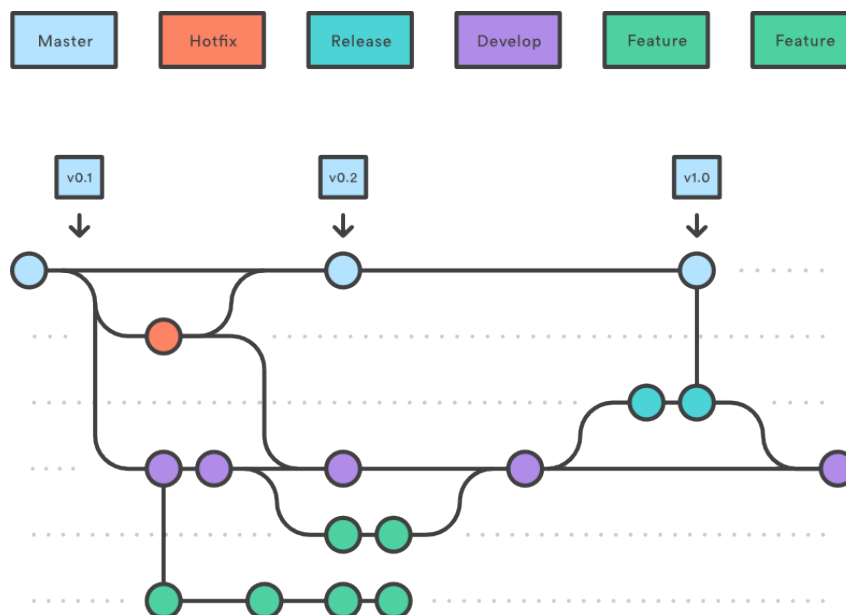 Master
Hotfix
Release
Develop
Feature
Feature
v0.1
v0.2
v1.0